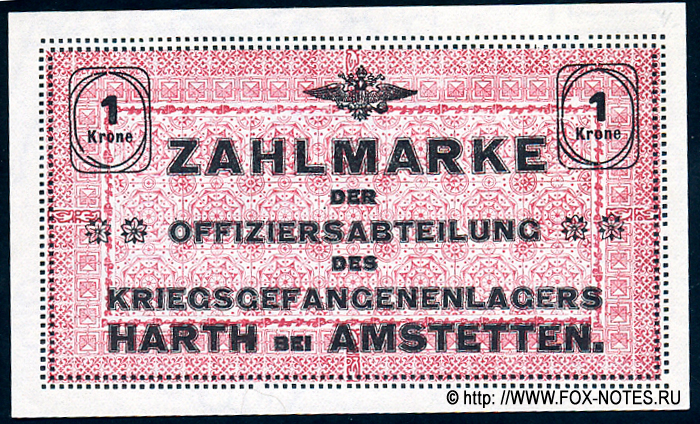 1 Krone
1 Krone
ZAHLMARKE
DER
OFFIZIERSABTEILUNG
DES
KRIEGSGEFANGENENLAGERS
HARTH BEI AMSTETTEN.
© http://www.FOX-NOTES.RU